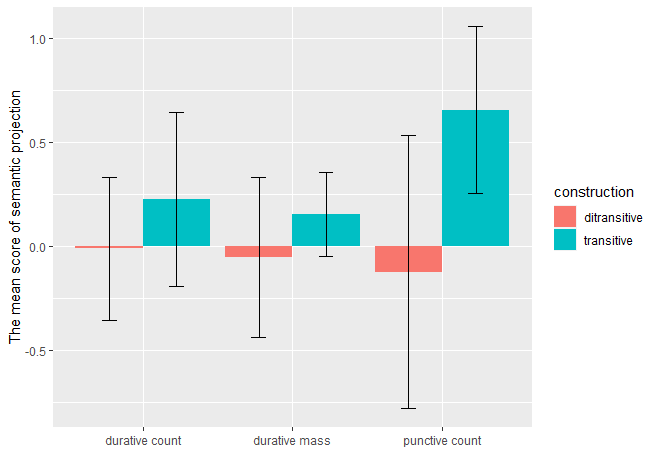 The mean score of semantic projection
1.0
0.5
0.0
-0.5
durative count
durative mass
punctive count
construction
ditransitive
transitive